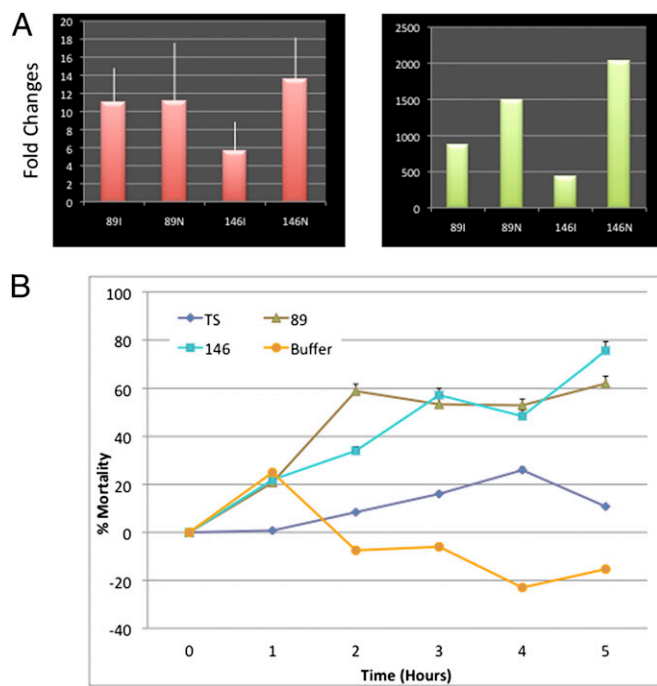 A
Fold Changes
20
18
16
14
12
10
8
6
4
2
0
89I 89N 146I 146N
2500
2000
1500
1000
500
0
89I 89N 146I 146N
B
% Mortality
100
80
60
40
20
0
-20
-40
TS 89
146 Buffer
0 1 2 3 4 5
Time (Hours)